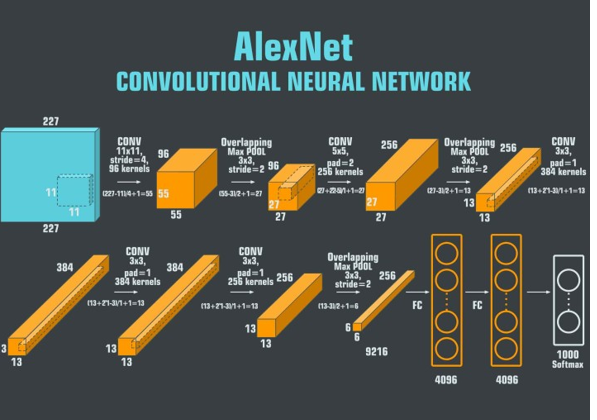 AlexNet
CONVOLUTIONAL NEURAL NETWORK
227
11
11
227
CONV
11x11,
stride=4,
96 kernels
(227-11)/4+1=55
96
55
55
Overlapping
Max POOL
3x3,
stride=2
(55-3)/2+1=27
96
27
27
CONV
5x5,
pad=2
256 kernels
(27+2*2-5)/1+1=27
256
27
27
Overlapping
Max POOL
3x3,
stride=2
(27-3)/2+1=13
256
13
13
CONV
3x3,
pad=1
384 kernels
(13+2*1-3)/1+1=13
384
3
13
CONV
3x3,
pad=1
384 kernels
(13+2*1-3)/1+1=13
384
13
13
CONV
3x3,
pad=1
256 kernels
(13+2*1-3)/1+1=13
256
13
13
Overlapping
Max POOL
3x3,
stride=2
(13-3)/2+1=6
256
6
6
9216
FC
4096
FC
4096
1000
Softmax